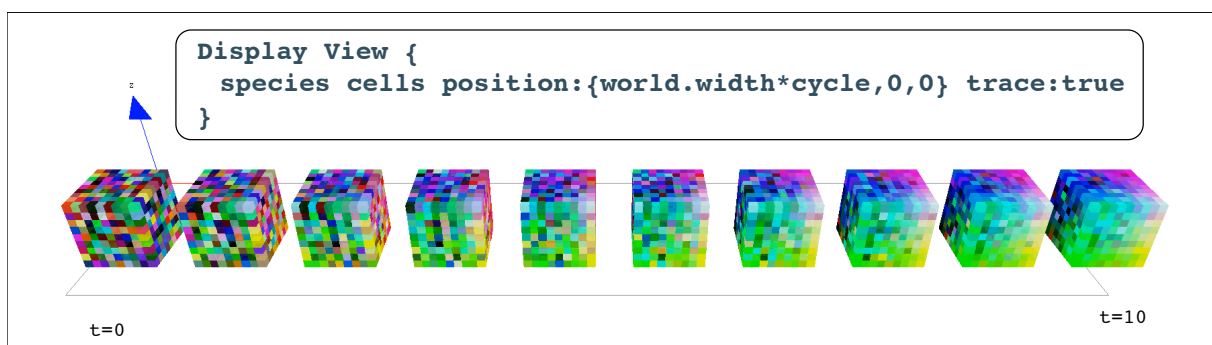 Display View {
species cells position:{world.width*cycle,0,0} trace:true
}
z
t=0
t=10